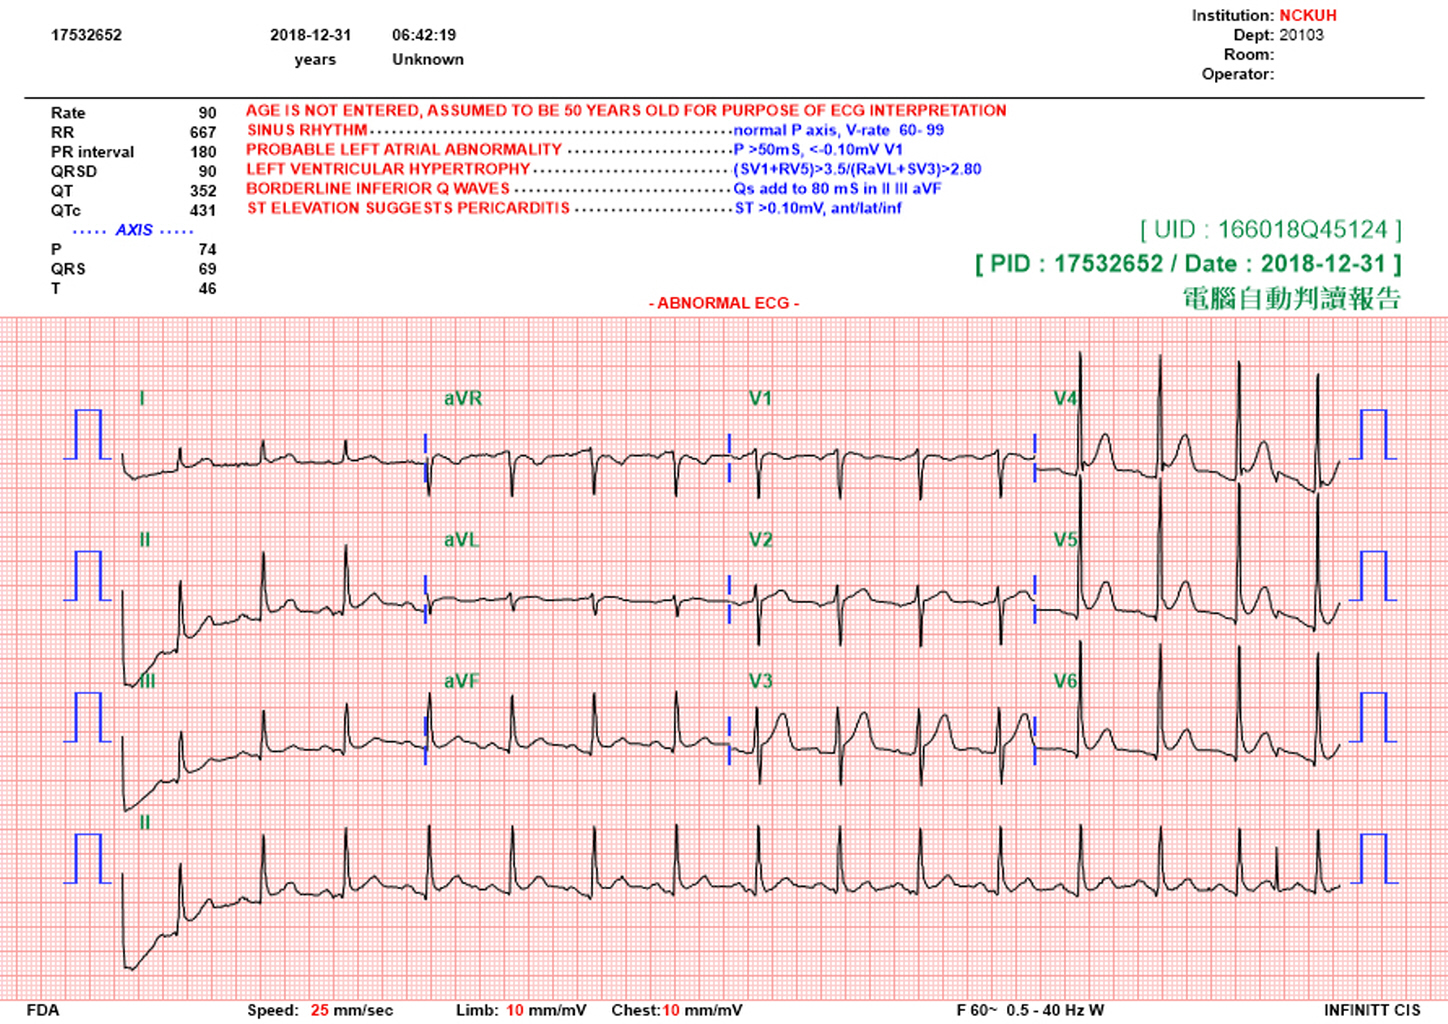 Institution: NCKUH
17532652 2018-12-31 06:42:19 Dept: 20103
years Unknown Room:
Operator:
Rate 90 AGE IS NOT ENTERED, ASSUMED TO BE 50 YEARS OLD FOR PURPOSE OF ECG INTERPRETATION
RR 667 SINUS RHYTHM normal P axis, V-rate 60- 99
PR interval 180 PROBABLE LEFT ATRIAL ABNORMALITY P >50mS, <-0.10mV V1
QRSD 90 LEFT VENTRICULAR HYPERTROPHY (SV1+RV5)>3.5/(RaVL+SV3)>2.80
QT 352 BORDERLINE INFERIOR Q WAVES Qs add to 80 mS in II III aVF
QTc 431 ST ELEVATION SUGGESTS PERICARDITIS ST >0.10mV, ant/lat/inf
AXIS
[ UID : 166018Q45124 ]
P 74
QRS 69
[ PID : 17532652 / Date : 2018-12-31 ]
T 46
電腦自動判讀報告
- ABNORMAL ECG -
I aVR V1 V4
II aVL V2 V5
III aVF V3 V6
II
FDA Speed: 25 mm/sec Limb: 10 mm/mV Chest:10 mm/mV F 60~ 0.5 - 40 Hz W INFINITT CIS